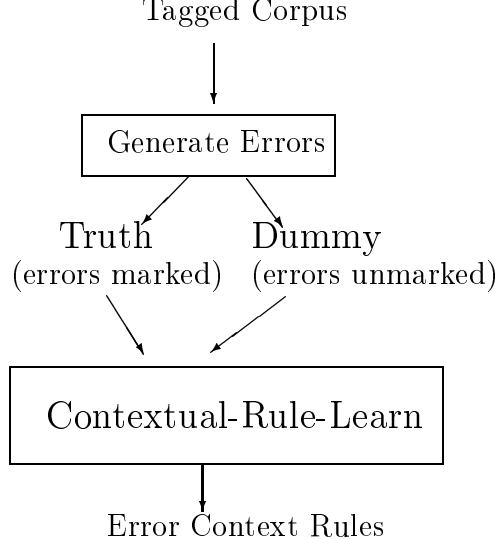 Tagged Corpus
Generate Errors
Truth
(errors marked)
Dummy
(errors unmarked)
Contextual-Rule-Learn
Error Context Rules